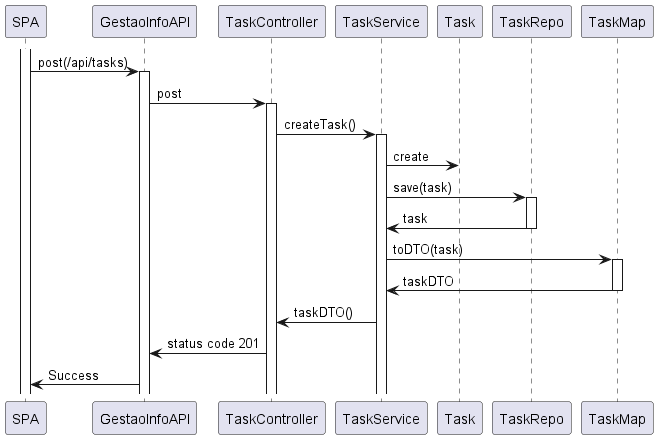 SPA GestaoInfoAPI TaskController TaskService Task TaskRepo TaskMap
post(/api/tasks)
post
createTask()
create
save(task)
task
toDTO(task)
taskDTO
taskDTO()
status code 201
Success
SPA GestaoInfoAPI TaskController TaskService Task TaskRepo TaskMap